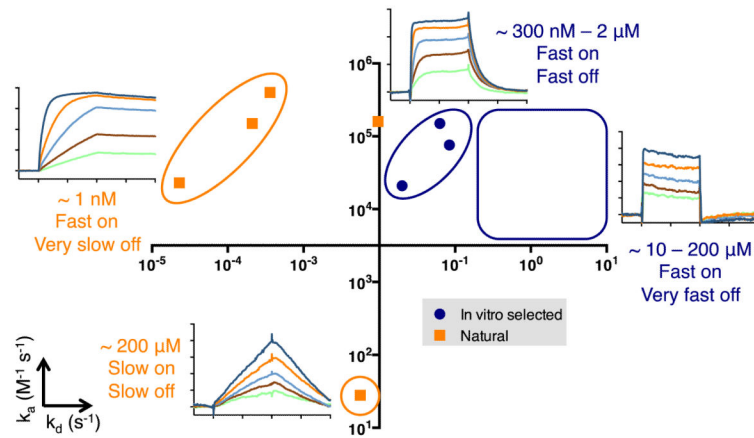 ~ 300 nM – 2 µM
Fast on
Fast off
10⁶
~ 1 nM
Fast on
Very slow off
10⁵
10⁴
10⁻⁵
10⁻⁴
10⁻³
10⁻¹
10⁰
10¹
~ 10 – 200 µM
Fast on
Very fast off
10³
In vitro selected
Natural
~ 200 µM
Slow on
Slow off
10²
10¹
kₐ (M⁻¹ s⁻¹)
k_d (s⁻¹)